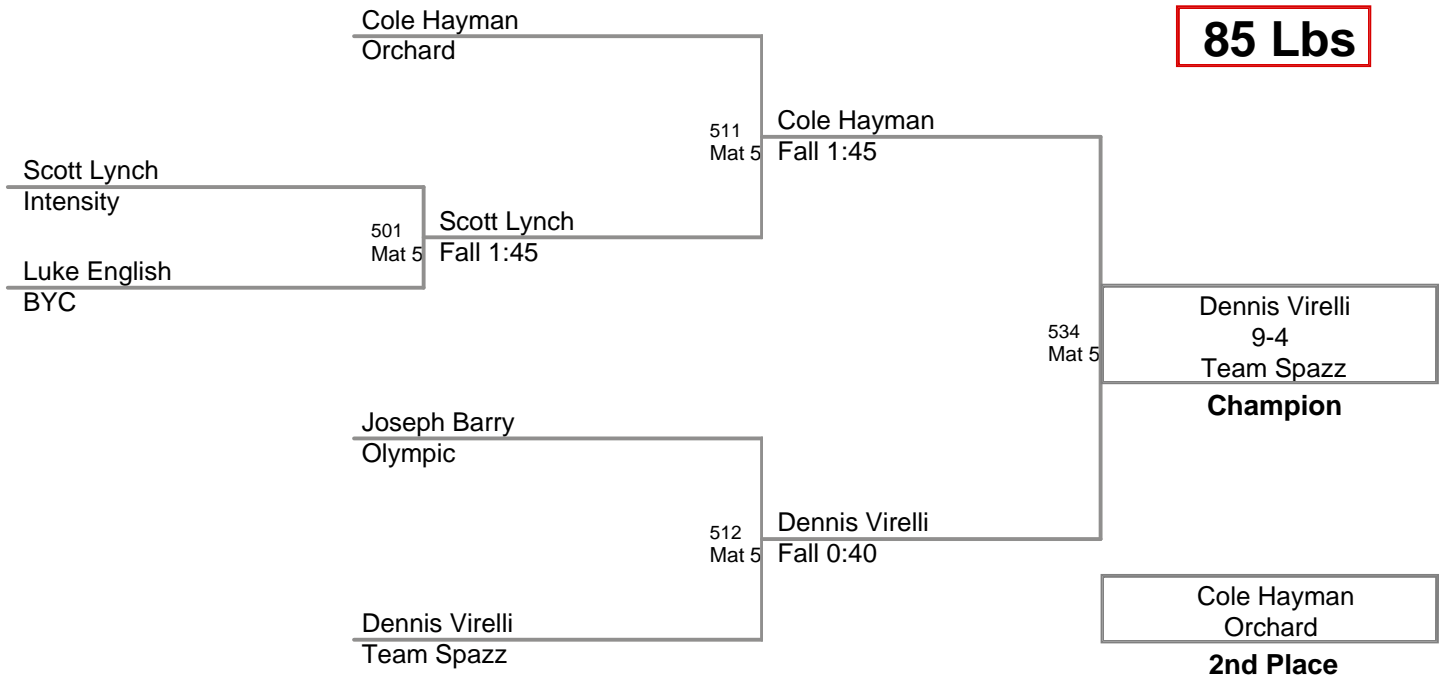 Cole Hayman
Orchard
85 Lbs
511
Mat 5
Cole Hayman
Fall 1:45
Scott Lynch
Intensity
501
Mat 5
Scott Lynch
Fall 1:45
Luke English
BYC
534
Mat 5
Dennis Virelli
9-4
Team Spazz
Champion
Joseph Barry
Olympic
512
Mat 5
Dennis Virelli
Fall 0:40
Dennis Virelli
Team Spazz
Cole Hayman
Orchard
2nd Place